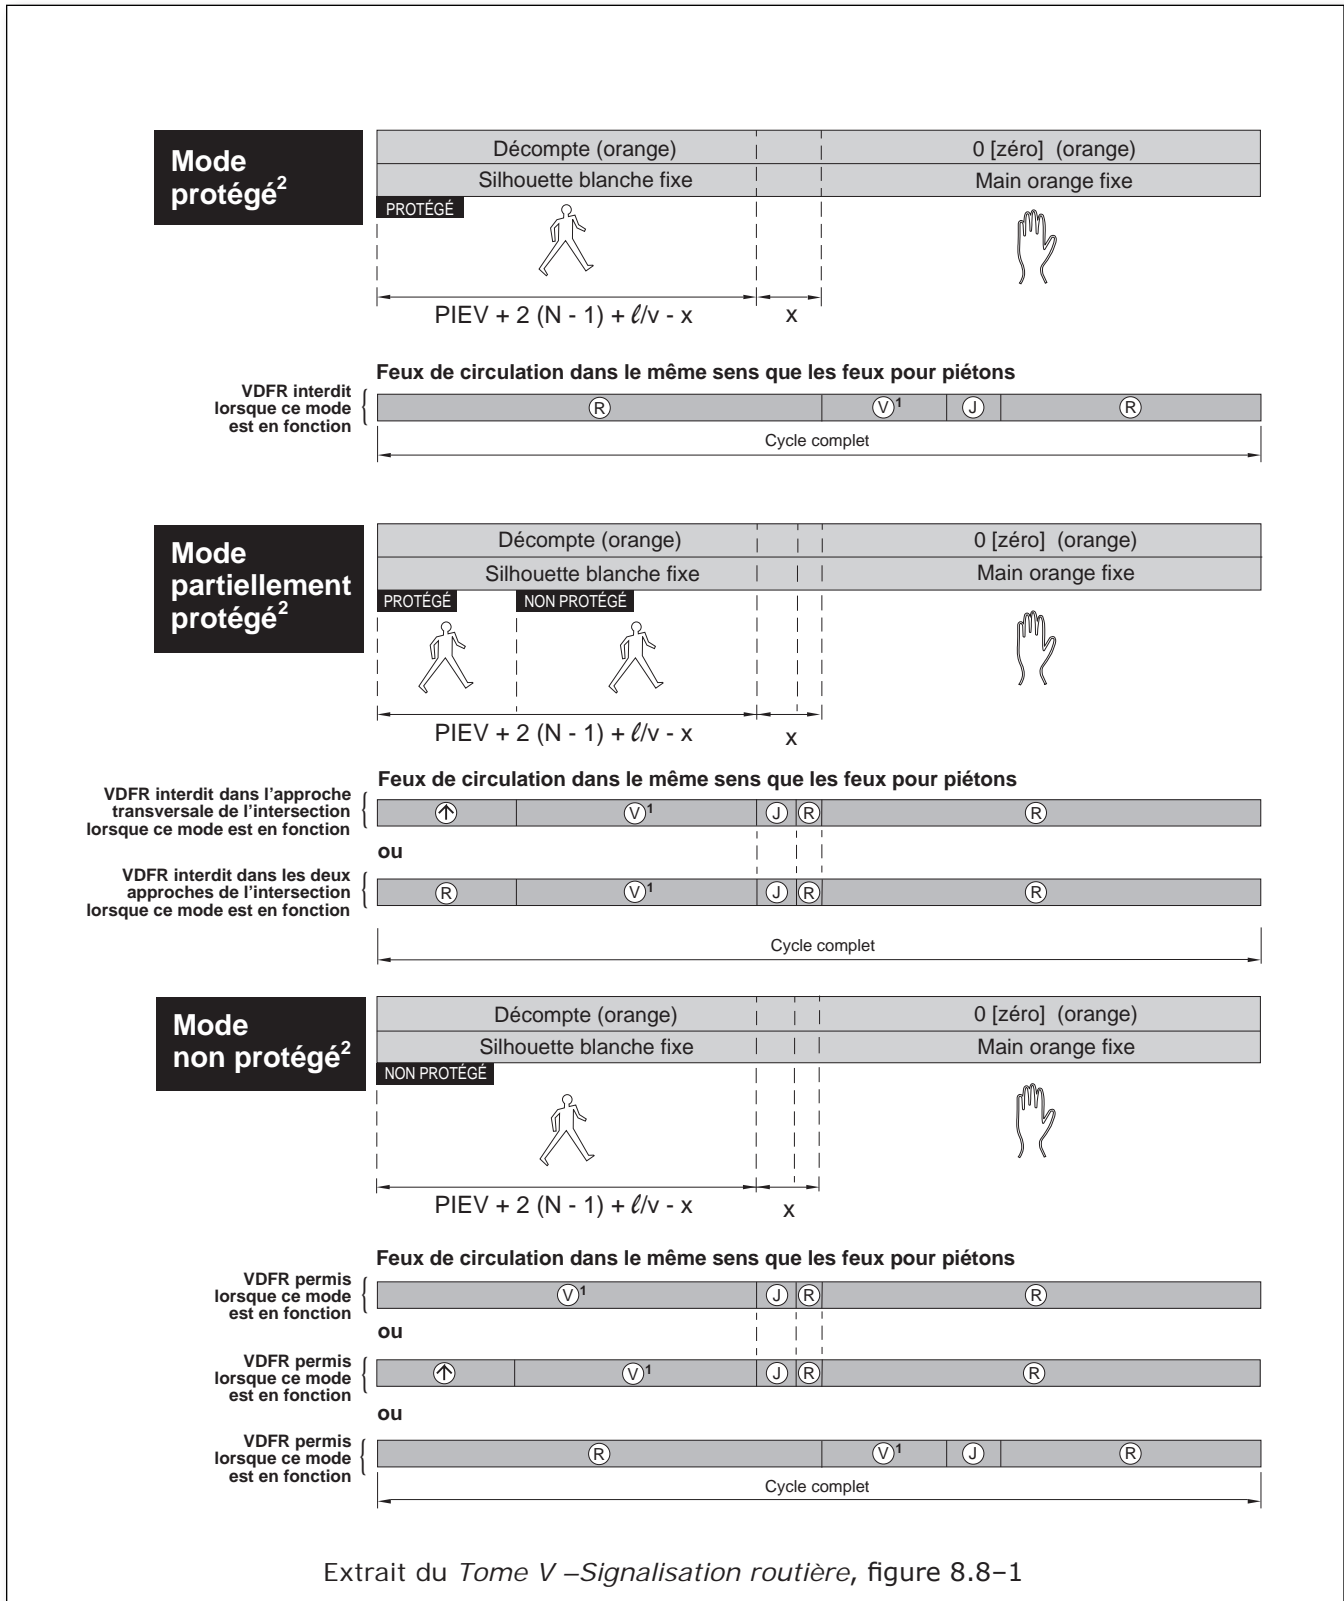 Mode
protégé2
Décompte (orange)
0 [zéro] (orange)
Silhouette blanche fixe
Main orange fixe
PROTÉGÉ
PIEV + 2 (N - 1) + ℓ/v - x
x
Feux de circulation dans le même sens que les feux pour piétons
VDFR interdit
lorsque ce mode
est en fonction
R V1 J R
Cycle complet
Mode
partiellement
protégé2
Décompte (orange)
0 [zéro] (orange)
Silhouette blanche fixe
Main orange fixe
PROTÉGÉ
NON PROTÉGÉ
PIEV + 2 (N - 1) + ℓ/v - x
x
Feux de circulation dans le même sens que les feux pour piétons
VDFR interdit dans l'approche
transversale de l'intersection
lorsque ce mode est en fonction
V1 J R R
ou
VDFR interdit dans les deux
approches de l'intersection
lorsque ce mode est en fonction
R V1 J R R
Cycle complet
Mode
non protégé2
Décompte (orange)
0 [zéro] (orange)
Silhouette blanche fixe
Main orange fixe
NON PROTÉGÉ
PIEV + 2 (N - 1) + ℓ/v - x
x
Feux de circulation dans le même sens que les feux pour piétons
VDFR permis
lorsque ce mode
est en fonction
V1 J R R
ou
VDFR permis
lorsque ce mode
est en fonction
V1 J R R
ou
VDFR permis
lorsque ce mode
est en fonction
R V1 J R
Cycle complet
Extrait du Tome V –Signalisation routière, figure 8.8–1